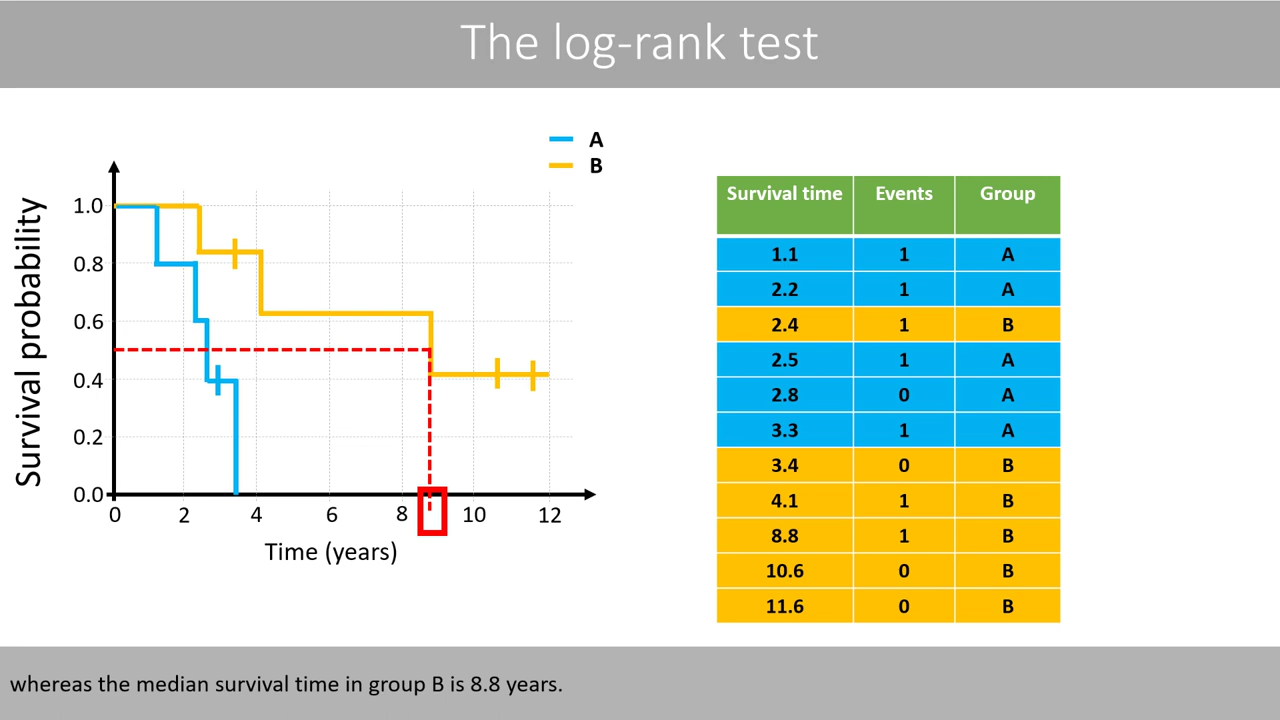 The log-rank test
A
B
Survival probability
1.0
0.8
0.6
0.4
0.2
0.0
0 2 4 6 8 10 12
Time (years)
Survival time Events Group
1.1 1 A
2.2 1 A
2.4 1 B
2.5 1 A
2.8 0 A
3.3 1 A
3.4 0 B
4.1 1 B
8.8 1 B
10.6 0 B
11.6 0 B
whereas the median survival time in group B is 8.8 years.